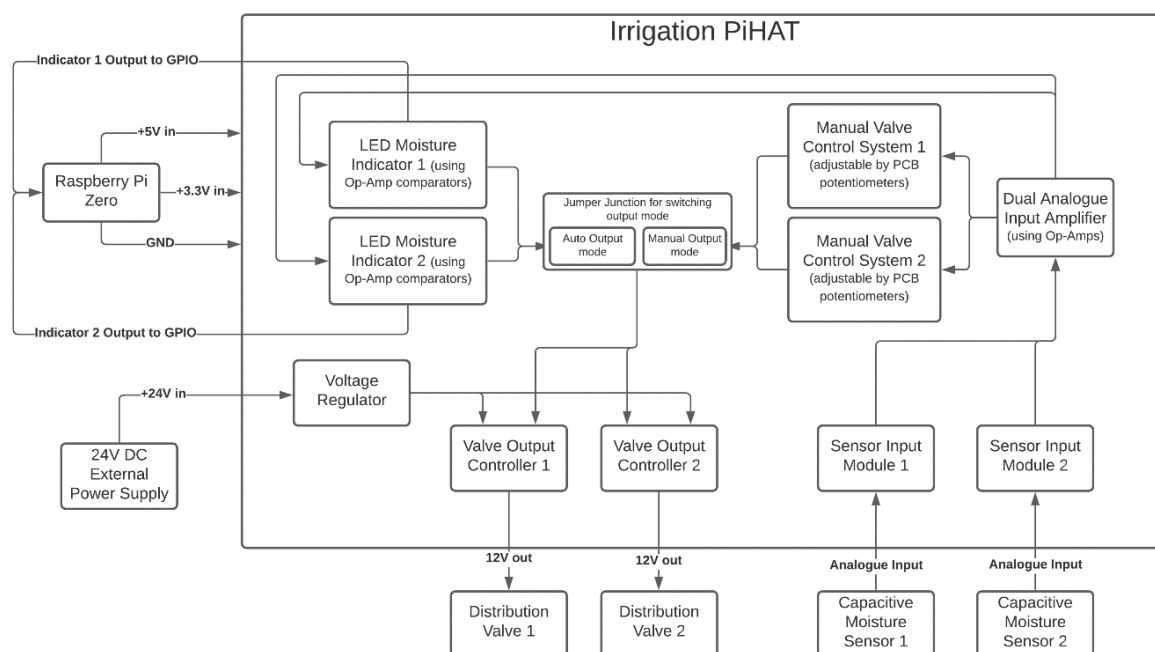 Irrigation PiHAT
Indicator 1 Output to GPIO
+5V in
Raspberry Pi
Zero
+3.3V in
GND
Indicator 2 Output to GPIO
LED Moisture
Indicator 1 (using
Op-Amp comparators)
LED Moisture
Indicator 2 (using
Op-Amp comparators)
Jumper Junction for switching
output mode
Auto Output
mode
Manual Output
mode
Manual Valve
Control System 1
(adjustable by PCB
potentiometers)
Manual Valve
Control System 2
(adjustable by PCB
potentiometers)
Dual Analogue
Input Amplifier
(using Op-Amps)
+24V in
Voltage
Regulator
24V DC
External
Power Supply
Valve Output
Controller 1
Valve Output
Controller 2
Sensor Input
Module 1
Sensor Input
Module 2
12V out
12V out
Analogue Input
Analogue Input
Distribution
Valve 1
Distribution
Valve 2
Capacitive
Moisture
Sensor 1
Capacitive
Moisture
Sensor 2